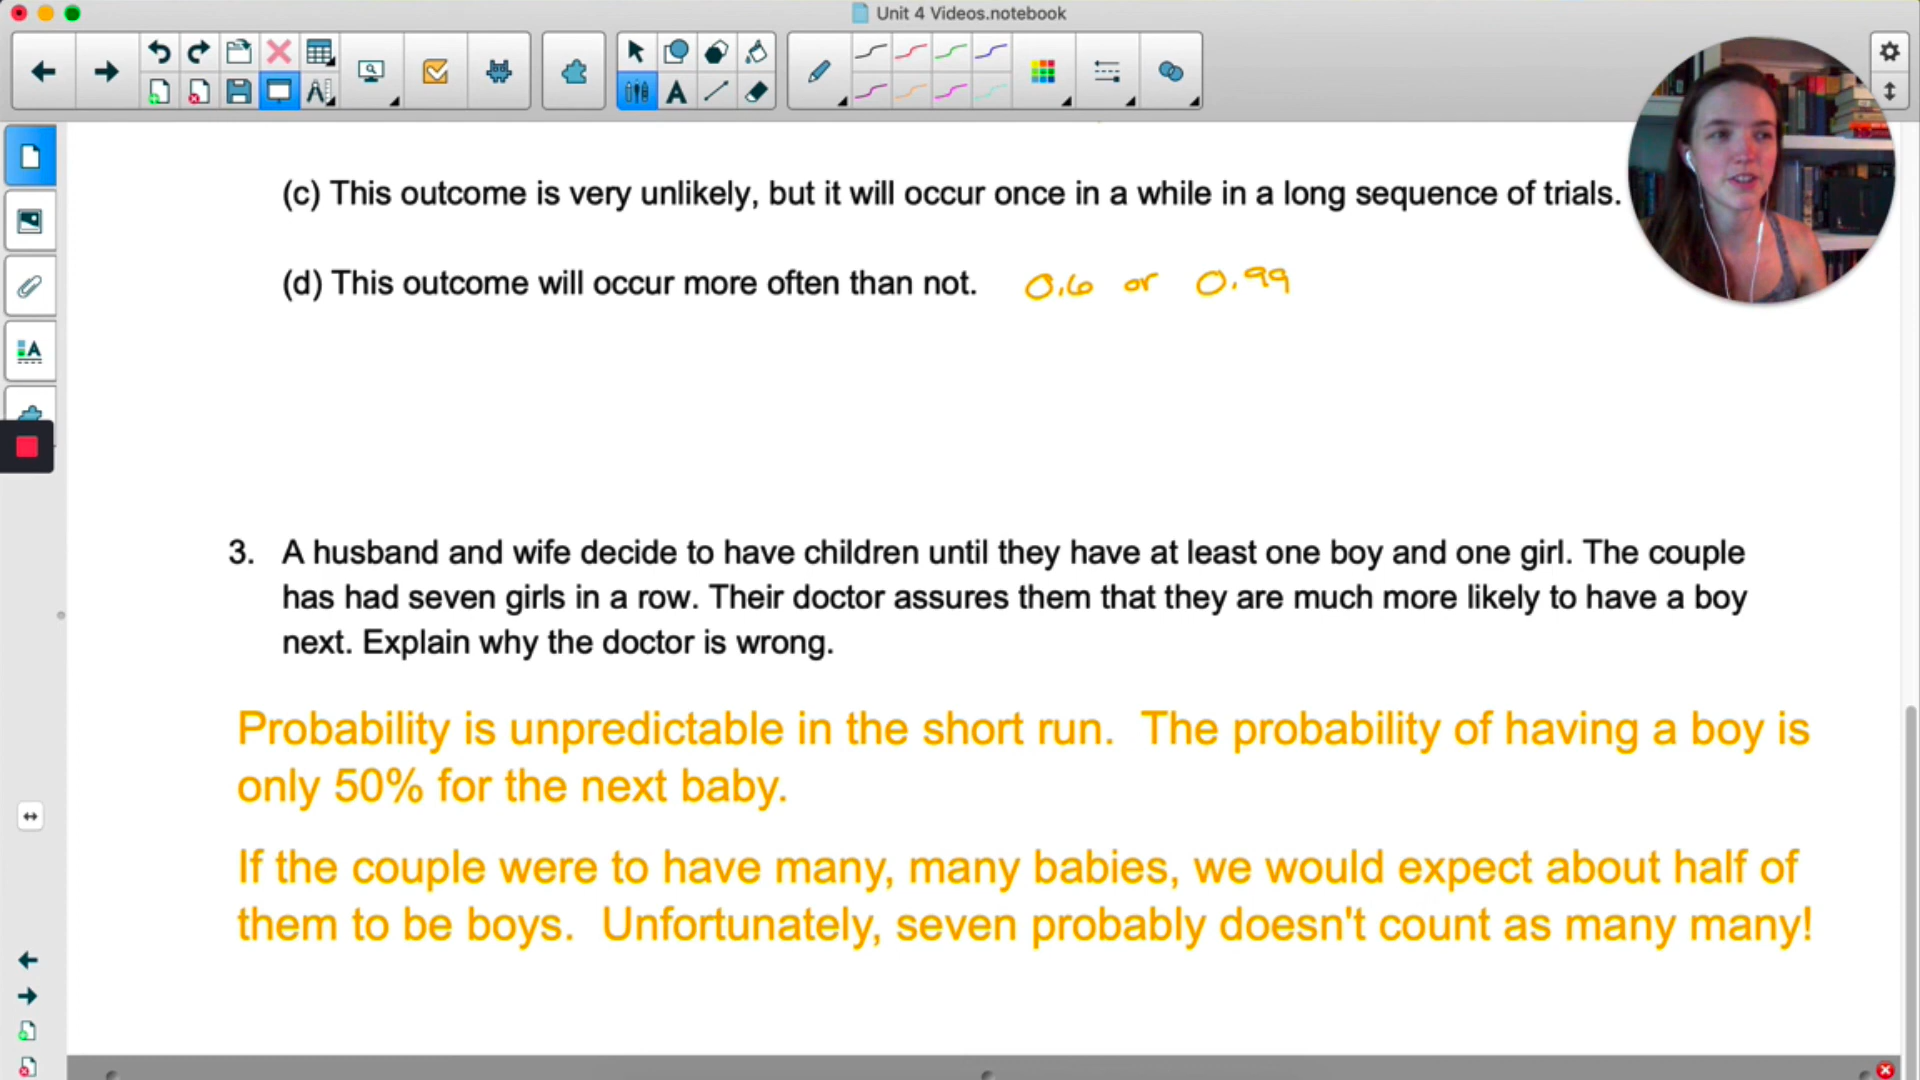 Unit 4 Videos.notebook
(c) This outcome is very unlikely, but it will occur once in a while in a long sequence of trials.
(d) This outcome will occur more often than not. 0.6 or 0.99
3. A husband and wife decide to have children until they have at least one boy and one girl. The couple
has had seven girls in a row. Their doctor assures them that they are much more likely to have a boy
next. Explain why the doctor is wrong.
Probability is unpredictable in the short run. The probability of having a boy is
only 50% for the next baby.
If the couple were to have many, many babies, we would expect about half of
them to be boys. Unfortunately, seven probably doesn't count as many many!